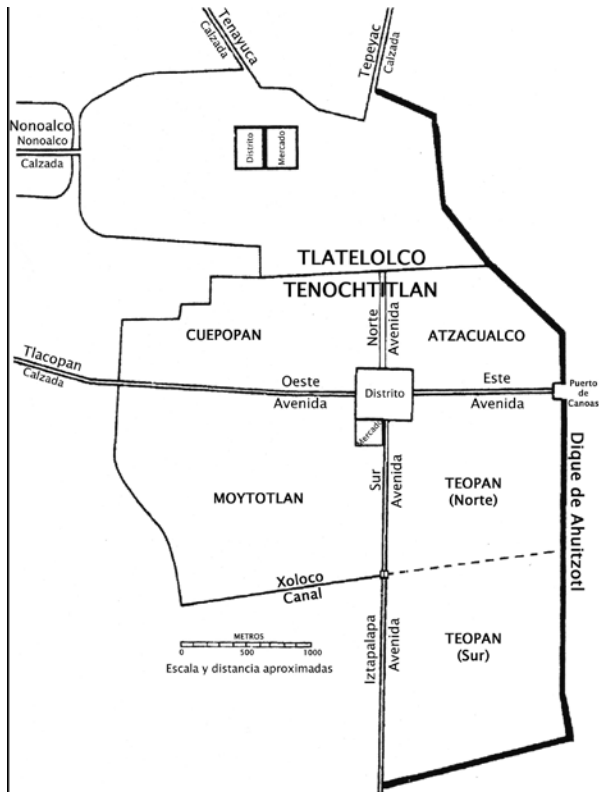 Tenayuca
Calzada
Tepeyac
Calzada
Nonoalco
Nonoalco
Calzada
Distrito
Mercado
TLATELOLCO
TENOCHTITLAN
CUEPOPAN
Norte
Avenida
ATZACUALCO
Tlacopan
Calzada
Oeste
Avenida
Distrito
Este
Avenida
Puerto
de
Canoas
Mercado
Sur
Avenida
MOYTOTLAN
TEOPAN
(Norte)
Dique de Ahuitzotl
Xoloco
Canal
METROS
0 500 1000
Escala y distancia aproximadas
Iztapalapa
Avenida
TEOPAN
(Sur)